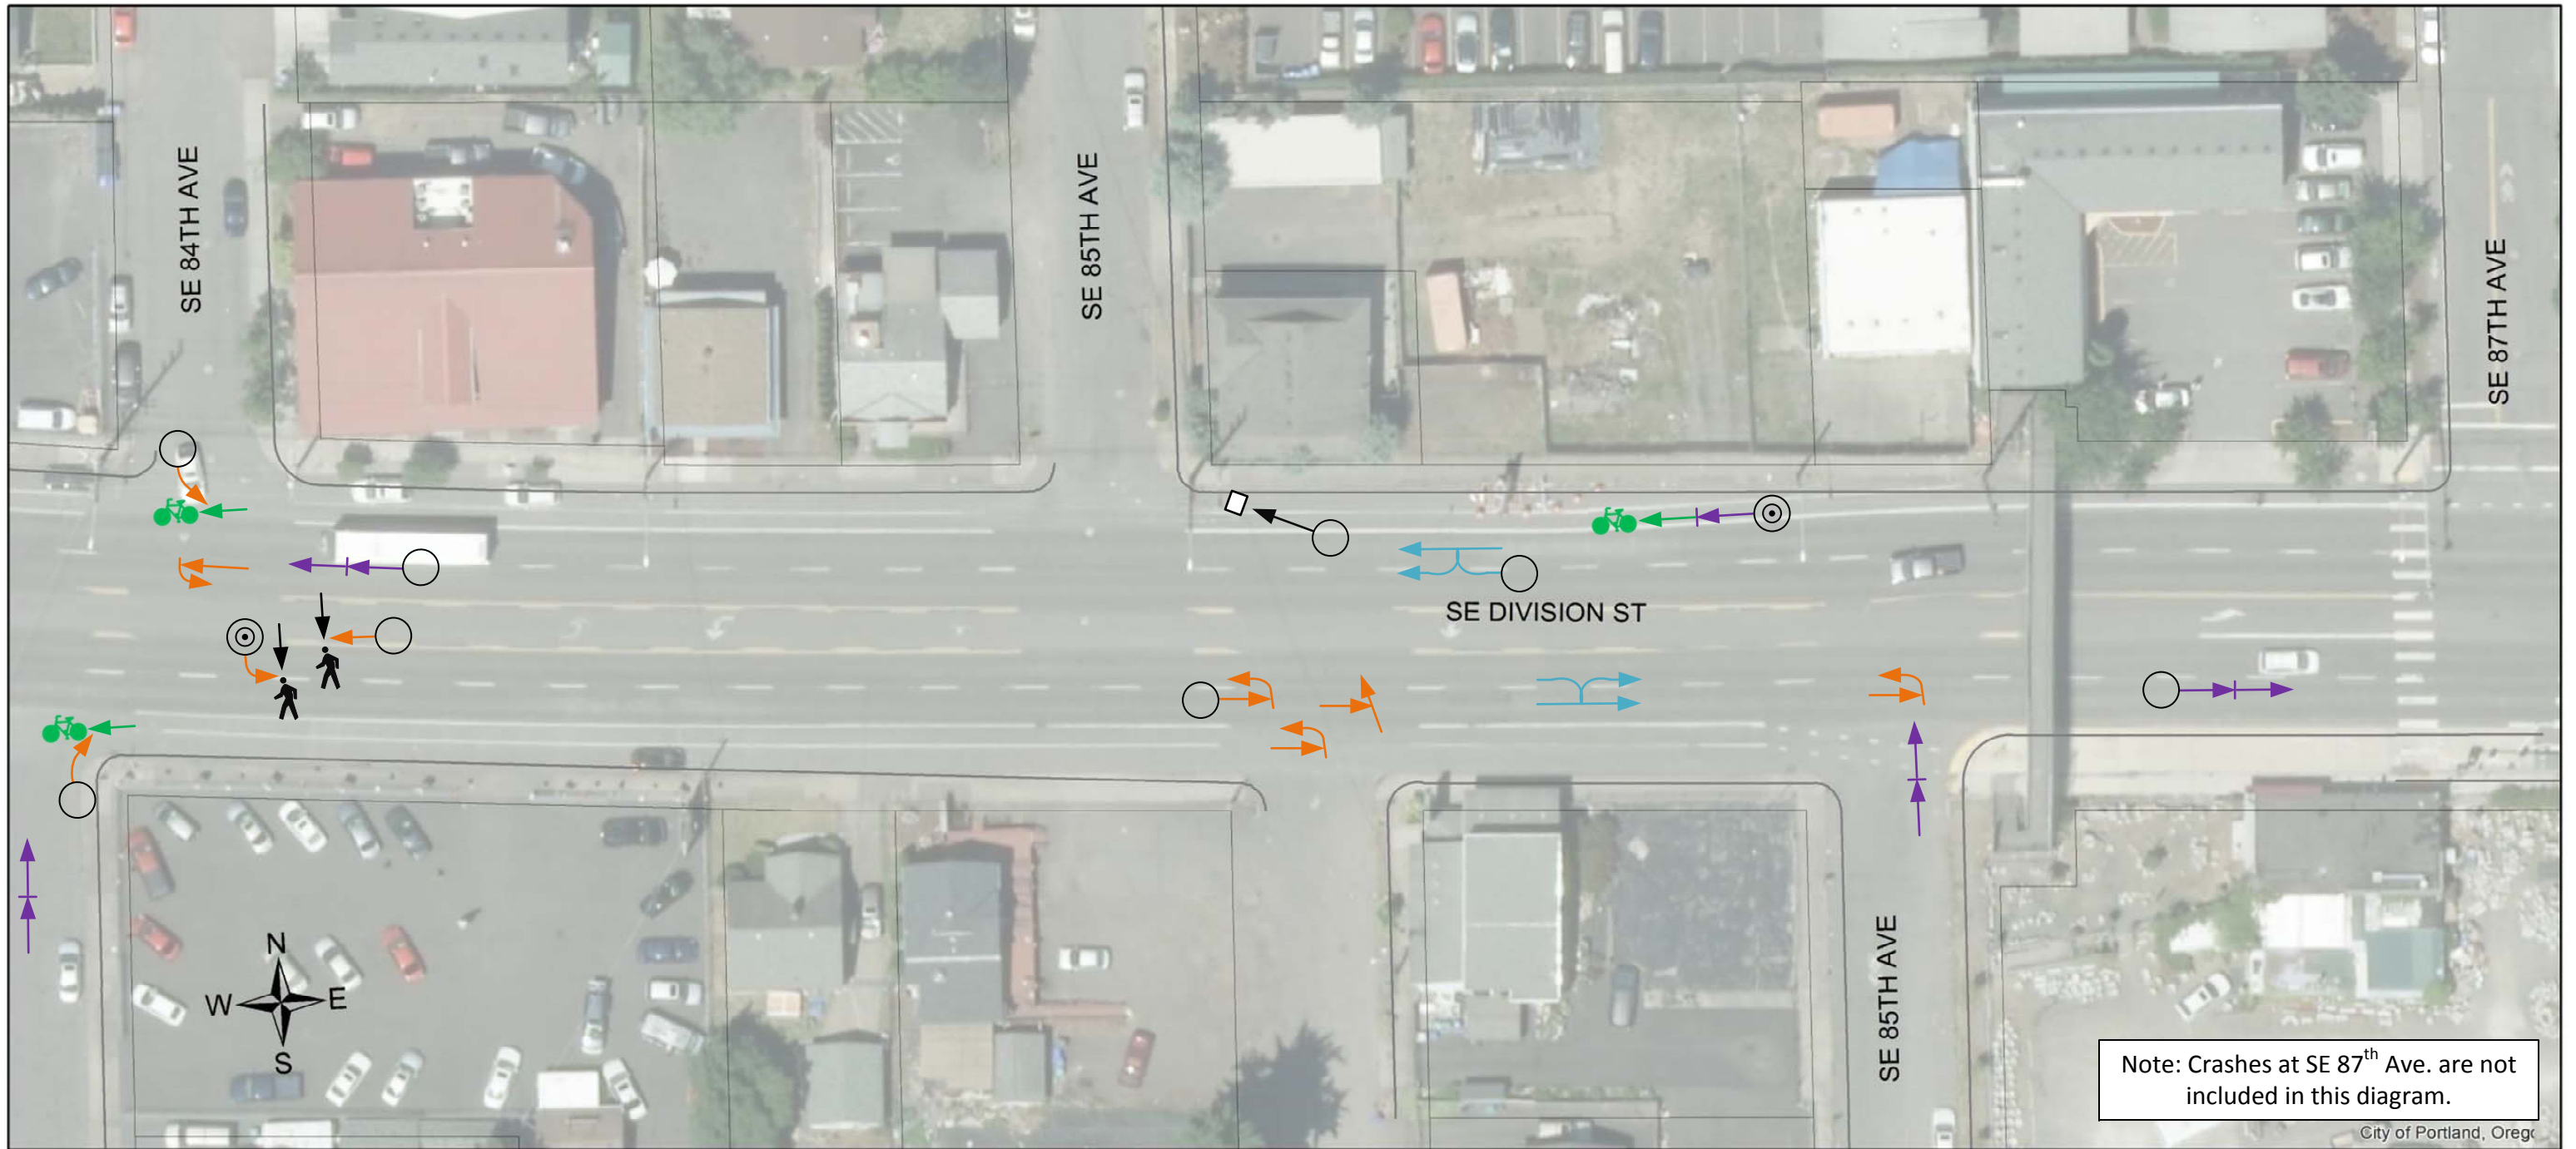 SE 84TH AVE
SE 85TH AVE
SE 87TH AVE
SE DIVISION ST
SE 85TH AVE
N
W E
S
Note: Crashes at SE 87th Ave. are not
included in this diagram.
City of Portland, Orego